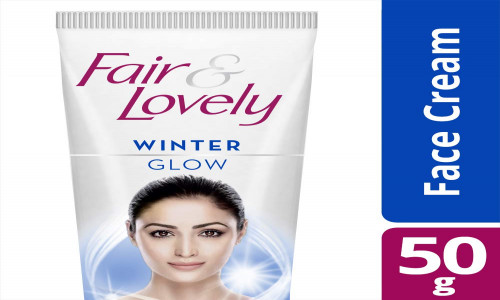 Fair &
Lovely
WINTER
GLOW
Face Cream
50
g